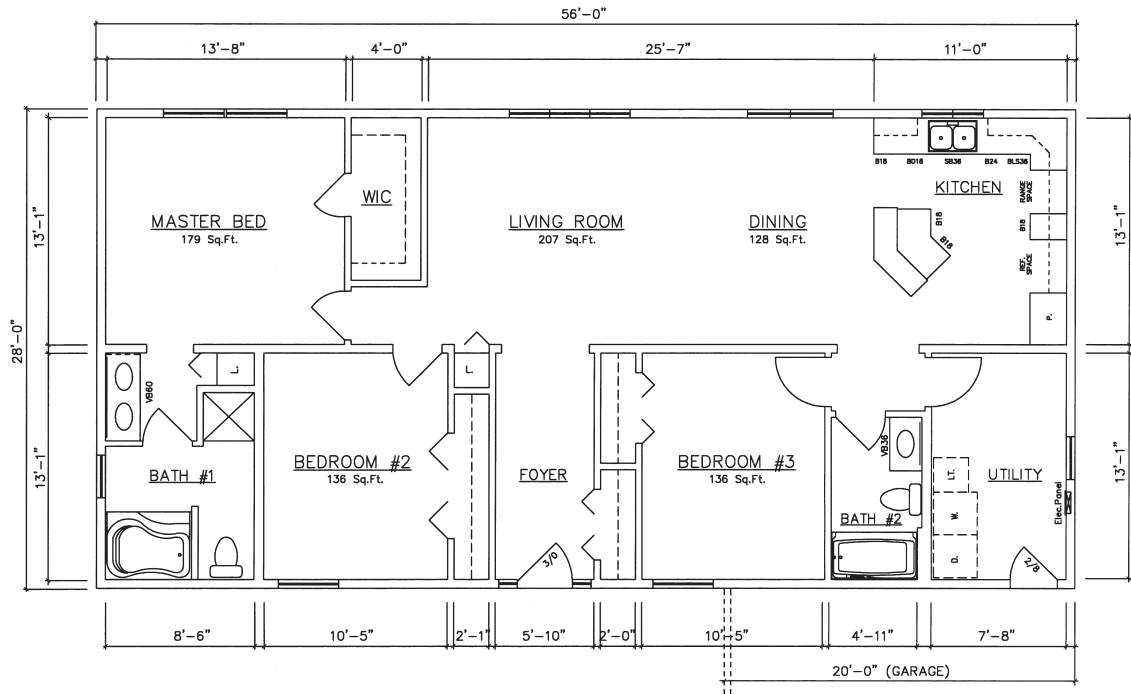 56'-0"
13'-8"
4'-0"
25'-7"
11'-0"
B18
BD18
SB36
B24
BLS36
KITCHEN
RANGE SPACE
WIC
MASTER BED
179 Sq.Ft.
LIVING ROOM
207 Sq.Ft.
DINING
128 Sq.Ft.
B18
B18
B18
REF. SPACE
13'-1"
13'-1"
28'-0"
P.
L.
L.
VB60
BEDROOM #2
136 Sq.Ft.
BATH #1
FOYER
BEDROOM #3
136 Sq.Ft.
VB36
BATH #2
UTILITY
L.T.
W.
D.
Elec.Panel
13'-1"
13'-1"
3/0
2/8
8'-6"
10'-5"
2'-1"
5'-10"
2'-0"
10'-5"
4'-11"
7'-8"
20'-0" (GARAGE)